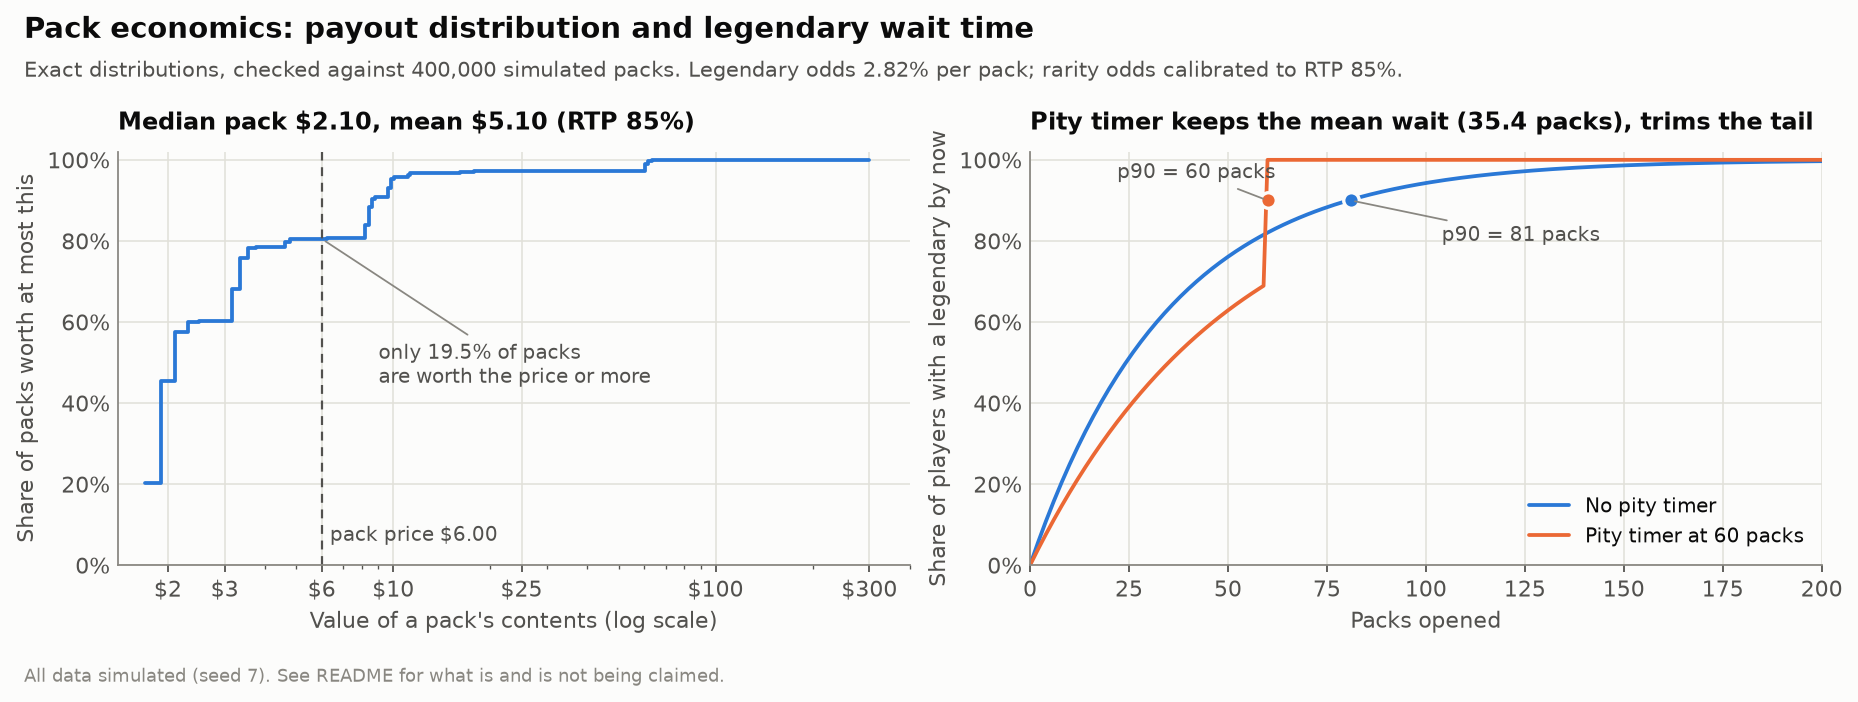 Pack economics: payout distribution and legendary wait time
Exact distributions, checked against 400,000 simulated packs. Legendary odds 2.82% per pack; rarity odds calibrated to RTP 85%.
Median pack $2.10, mean $5.10 (RTP 85%)
Share of packs worth at most this
100%
80%
60%
40%
20%
0%
only 19.5% of packs
are worth the price or more
pack price $6.00
$2 $3 $6 $10 $25 $100 $300
Value of a pack's contents (log scale)
Pity timer keeps the mean wait (35.4 packs), trims the tail
Share of players with a legendary by now
100%
80%
60%
40%
20%
0%
p90 = 60 packs
p90 = 81 packs
No pity timer
Pity timer at 60 packs
0 25 50 75 100 125 150 175 200
Packs opened
All data simulated (seed 7). See README for what is and is not being claimed.